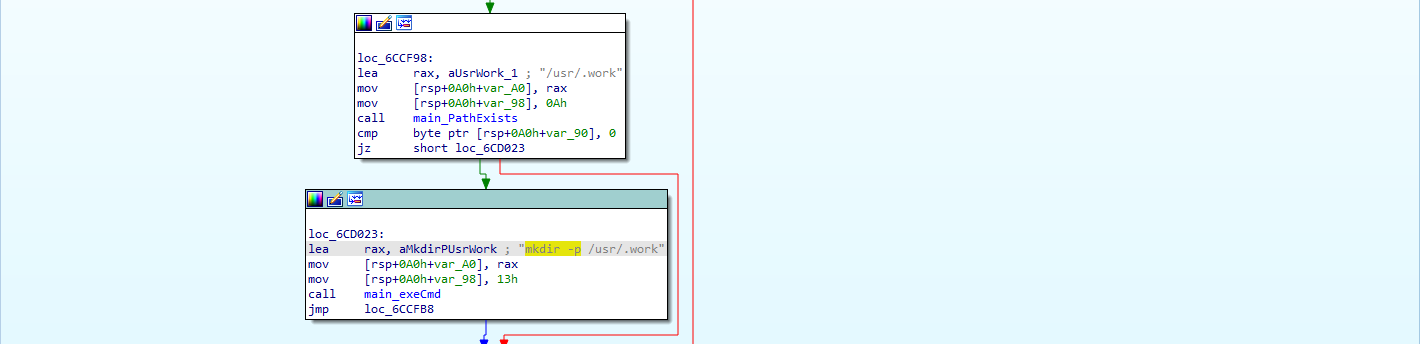 loc_6CCF98:
lea rax, aUsrWork_1 ; "/usr/.work"
mov [rsp+0A0h+var_A0], rax
mov [rsp+0A0h+var_98], 0Ah
call main_PathExists
cmp byte ptr [rsp+0A0h+var_90], 0
jz short loc_6CD023
loc_6CD023:
lea rax, aMkdirPUsrWork ; "mkdir -p /usr/.work"
mov [rsp+0A0h+var_A0], rax
mov [rsp+0A0h+var_98], 13h
call main_exeCmd
jmp loc_6CCFB8